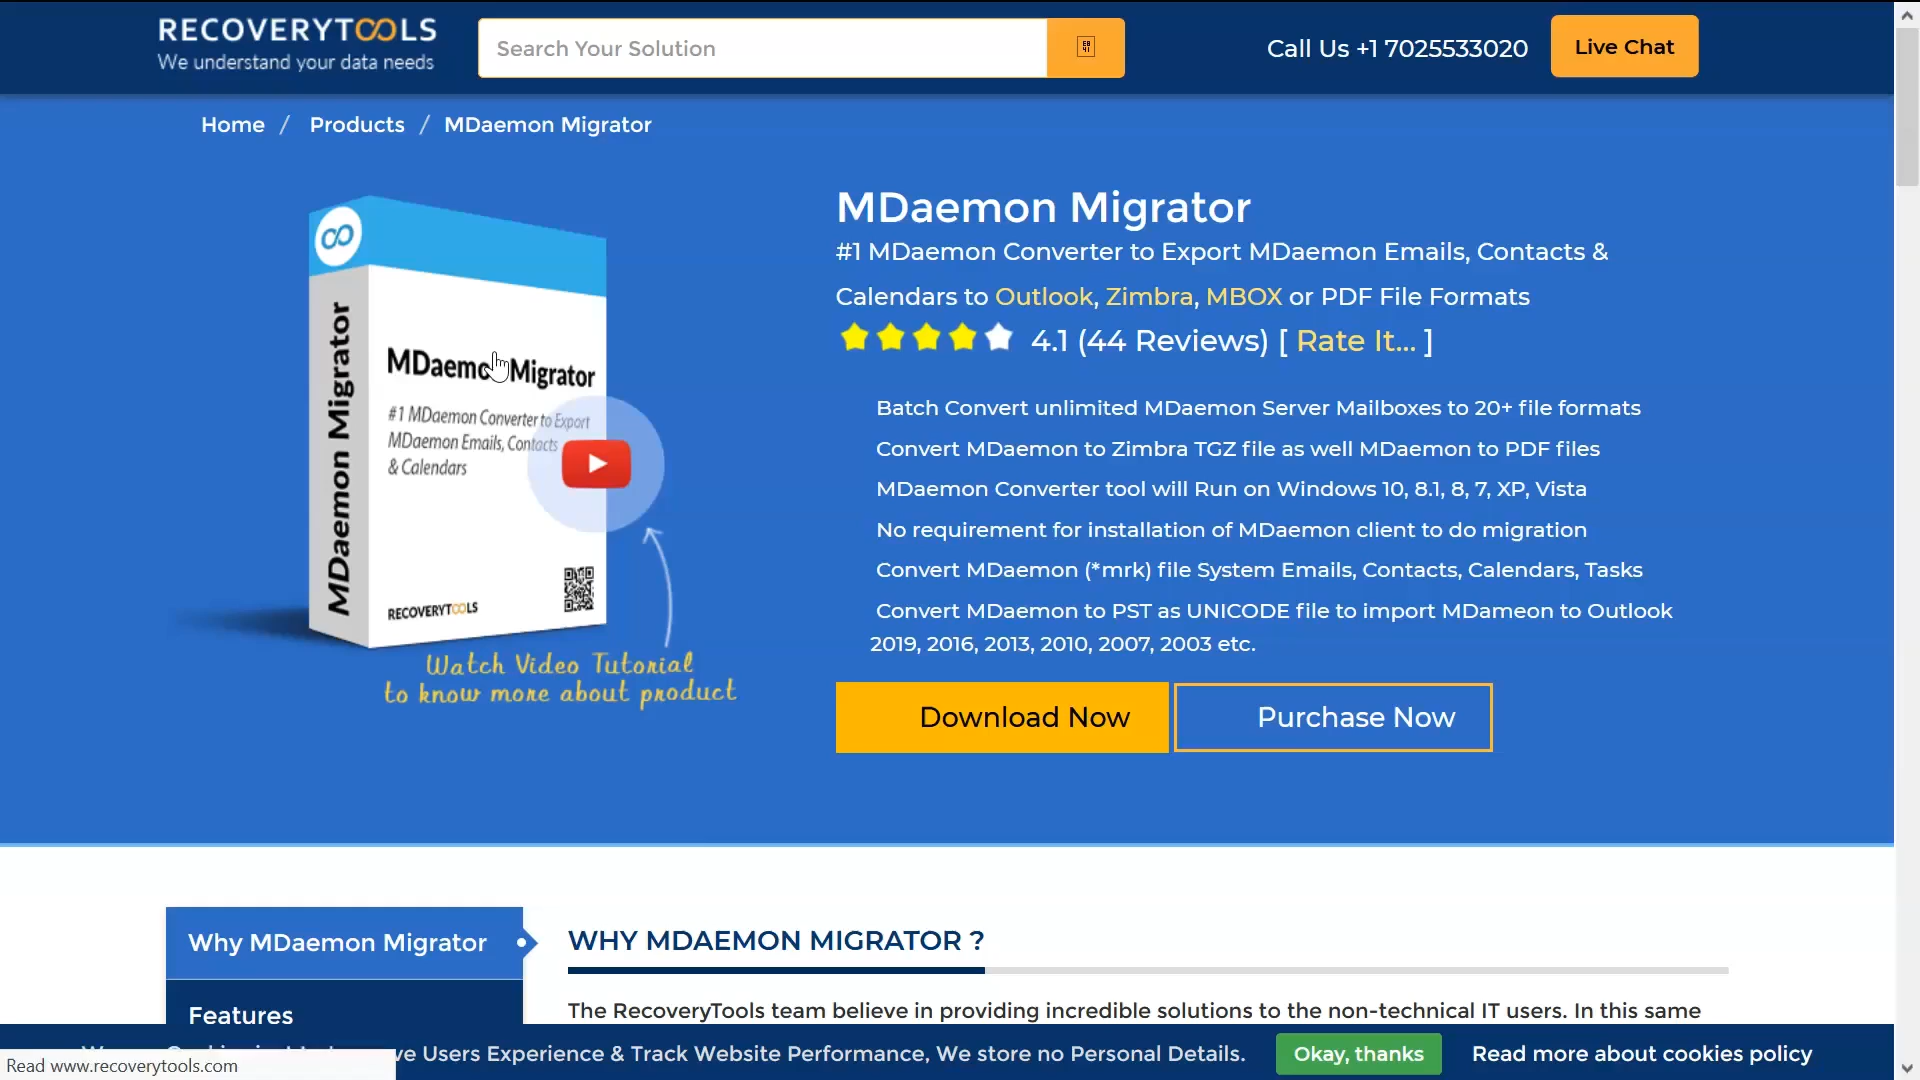 RECOVERYTOOLS
We understand your data needs
Search Your Solution
Call Us +1 7025533020
Live Chat
Home / Products / MDaemon Migrator
MDaemon Migrator
MDaemon Migrator
#1 MDaemon Converter to Export
MDaemon Emails, Contacts
& Calendars
RECOVERYTOOLS
Watch Video Tutorial
to know more about product
MDaemon Migrator
#1 MDaemon Converter to Export MDaemon Emails, Contacts &
Calendars to Outlook, Zimbra, MBOX or PDF File Formats
4.1 (44 Reviews) [ Rate It... ]
Batch Convert unlimited MDaemon Server Mailboxes to 20+ file formats
Convert MDaemon to Zimbra TGZ file as well MDaemon to PDF files
MDaemon Converter tool will Run on Windows 10, 8.1, 8, 7, XP, Vista
No requirement for installation of MDaemon client to do migration
Convert MDaemon (*mrk) file System Emails, Contacts, Calendars, Tasks
Convert MDaemon to PST as UNICODE file to import MDameon to Outlook
2019, 2016, 2013, 2010, 2007, 2003 etc.
Download Now
Purchase Now
Why MDaemon Migrator
Features
WHY MDAEMON MIGRATOR ?
The RecoveryTools team believe in providing incredible solutions to the non-technical IT users. In this same
Users Experience & Track Website Performance, We store no Personal Details.
Okay, thanks
Read more about cookies policy
Read www.recoverytools.com